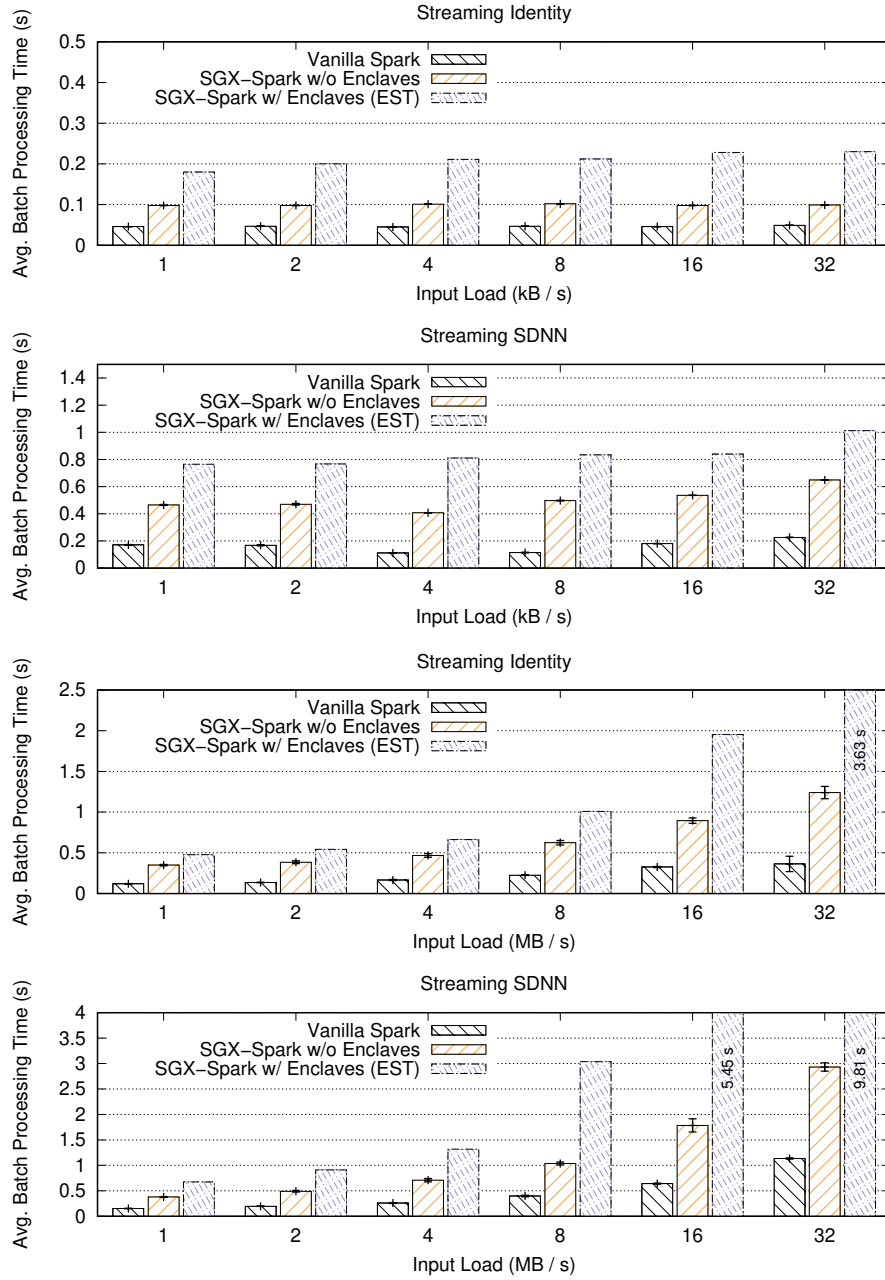 Streaming Identity
Avg. Batch Processing Time (s)
0.5
0.4
0.3
0.2
0.1
0
Vanilla Spark
SGX−Spark w/o Enclaves
SGX−Spark w/ Enclaves (EST)
1 2 4 8 16 32
Input Load (kB / s)
Streaming SDNN
Avg. Batch Processing Time (s)
1.4
1.2
1
0.8
0.6
0.4
0.2
0
Vanilla Spark
SGX−Spark w/o Enclaves
SGX−Spark w/ Enclaves (EST)
1 2 4 8 16 32
Input Load (kB / s)
Streaming Identity
Avg. Batch Processing Time (s)
2.5
2
1.5
1
0.5
0
Vanilla Spark
SGX−Spark w/o Enclaves
SGX−Spark w/ Enclaves (EST)
3.63 s
1 2 4 8 16 32
Input Load (MB / s)
Streaming SDNN
Avg. Batch Processing Time (s)
4
3.5
3
2.5
2
1.5
1
0.5
0
Vanilla Spark
SGX−Spark w/o Enclaves
SGX−Spark w/ Enclaves (EST)
5.45 s
9.81 s
1 2 4 8 16 32
Input Load (MB / s)